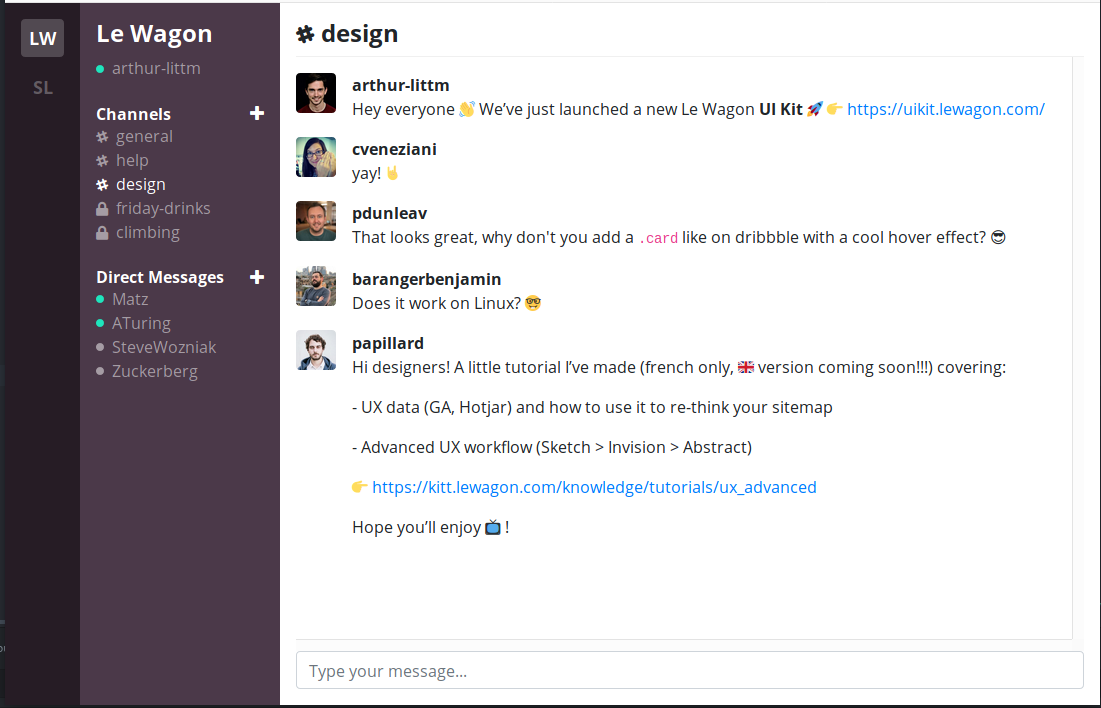 LW
SL
Le Wagon
arthur-littm
Channels +
# general
# help
# design
friday-drinks
climbing
Direct Messages +
Matz
ATuring
SteveWozniak
Zuckerberg
# design
arthur-littm
Hey everyone 👋 We’ve just launched a new Le Wagon UI Kit 🚀 👉 https://uikit.lewagon.com/
cveneziani
yay! 🤘
pdunleav
That looks great, why don't you add a .card like on dribbble with a cool hover effect? 😎
barangerbenjamin
Does it work on Linux? 🤓
papillard
Hi designers! A little tutorial I’ve made (french only, 🇬🇧 version coming soon!!!) covering:
- UX data (GA, Hotjar) and how to use it to re-think your sitemap
- Advanced UX workflow (Sketch > Invision > Abstract)
👉 https://kitt.lewagon.com/knowledge/tutorials/ux_advanced
Hope you’ll enjoy 📺 !
Type your message...